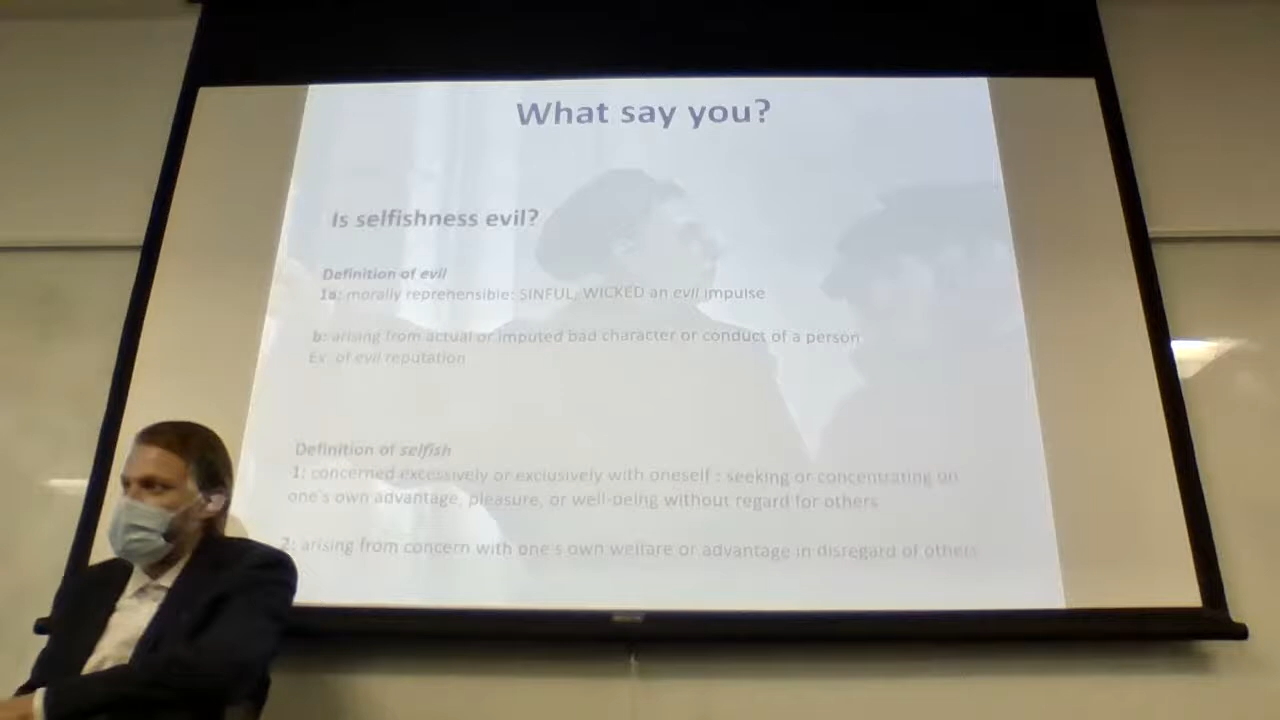 What say you?
Is selfishness evil?
Definition of evil
1a: morally reprehensible: SINFUL, WICKED an evil impulse
b: arising from actual or imputed bad character or conduct of a person
Ex. of evil reputation
Definition of selfish
1: concerned excessively or exclusively with oneself : seeking or concentrating on
one's own advantage, pleasure, or well-being without regard for others
2: arising from concern with one's own welfare or advantage in disregard of others